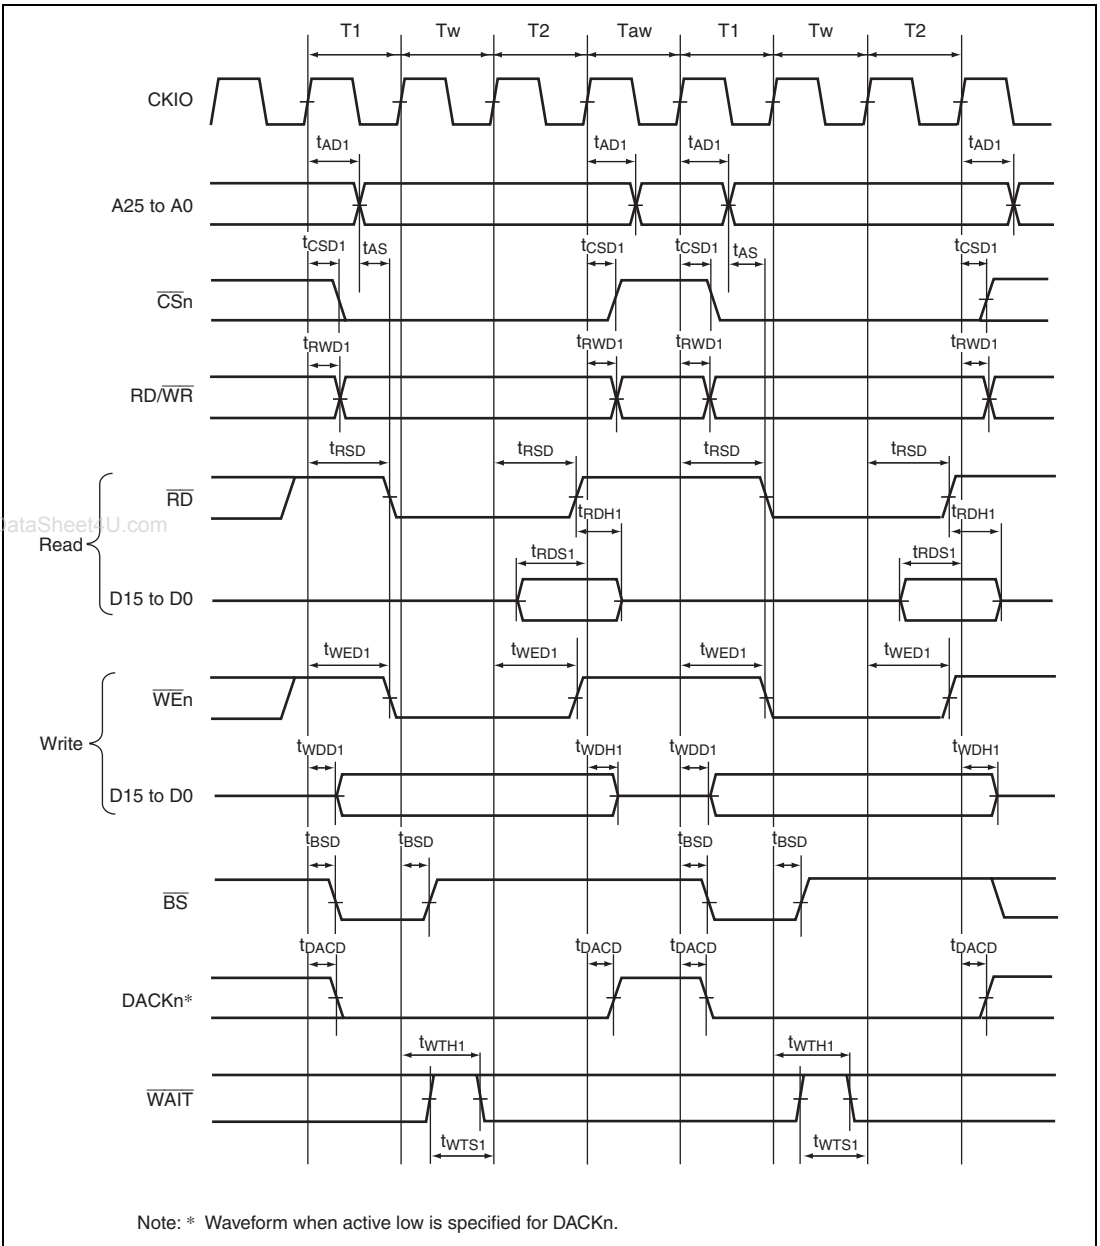 T1 Tw T2 Taw T1 Tw T2
CKIO
tAD1 tAD1 tAD1 tAD1
A25 to A0
tCSD1 tAS tCSD1 tCSD1 tAS tCSD1
CSn
tRWD1 tRWD1 tRWD1 tRWD1
RD/WR
tRSD tRSD tRSD tRSD
RD
tRDH1 tRDH1
ataSheet4U.com
Read
tRDS1 tRDS1
D15 to D0
tWED1 tWED1 tWED1 tWED1
WEn
Write
tWDD1 tWDH1 tWDD1 tWDH1
D15 to D0
tBSD tBSD tBSD tBSD
BS
tDACD tDACD tDACD tDACD
DACKn*
tWTH1 tWTH1
WAIT
tWTS1 tWTS1
Note: * Waveform when active low is specified for DACKn.